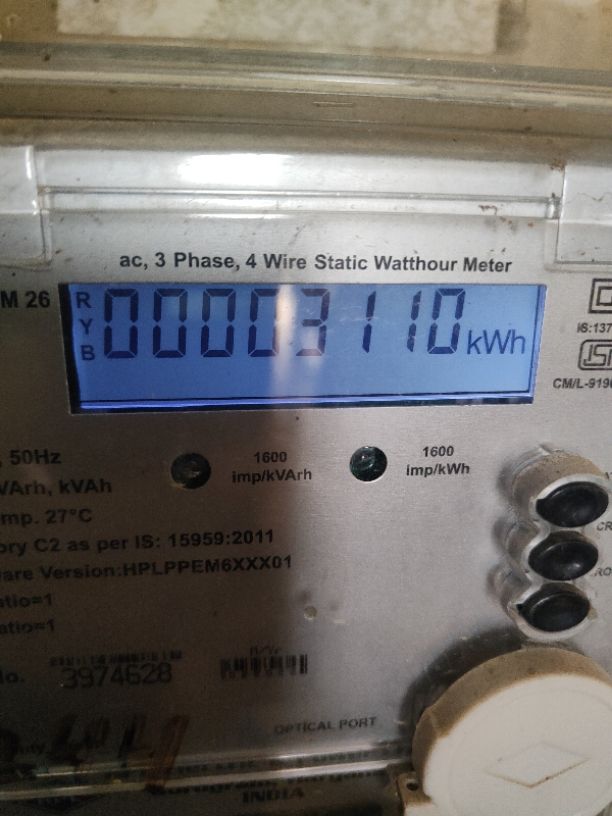 ac, 3 Phase, 4 Wire Static Watthour Meter
M 26
R
Y
B
00003110 kWh
IS:137
CM/L-919
, 50Hz
1600
imp/kVArh
1600
imp/kWh
VArh, kVAh
mp. 27°C
ory C2 as per IS: 15959:2011
are Version:HPLPPEM6XXX01
atio=1
atio=1
No. 3974628
OPTICAL PORT
INDIA